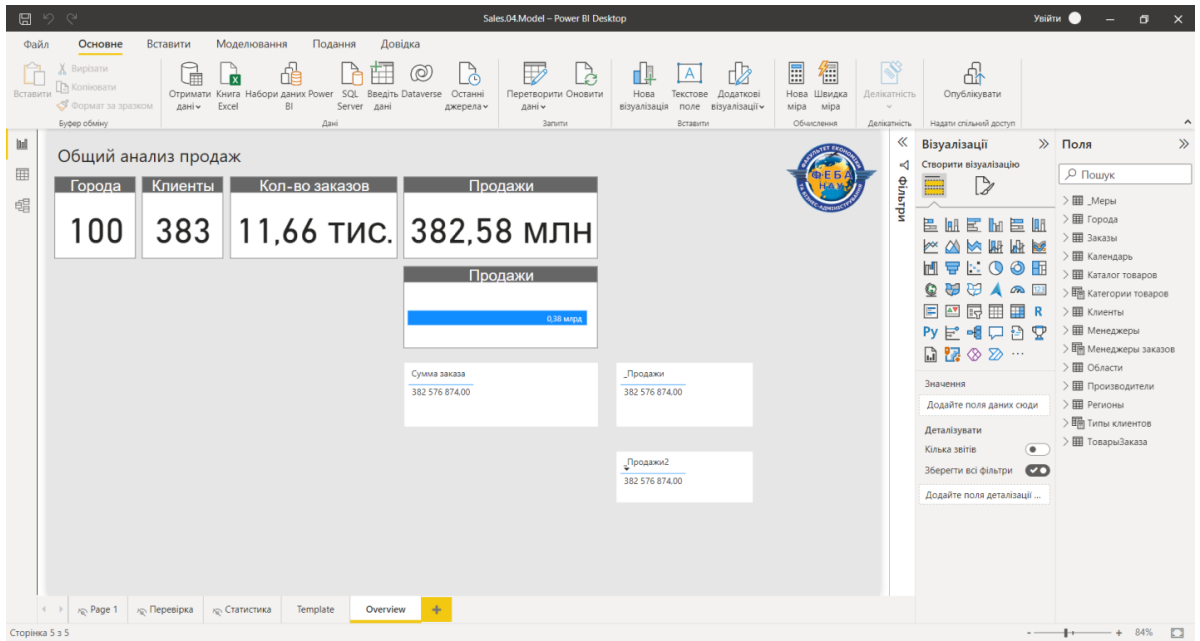 Sales.04.Model – Power BI Desktop
Увійти
Файл Основне Вставити Моделювання Подання Довідка
Вставити
Вирізати
Копіювати
Формат за зразком
Буфер обміну
Отримати дані
Книга Excel
Набори даних Power BI
SQL Server
Введіть дані
Dataverse
Останні джерела
Дані
Перетворити дані
Оновити
Запити
Нова візуалізація
Текстове поле
Додаткові візуалізації
Вставити
Нова міра
Швидка міра
Обчислення
Делікатність
Делікатність
Опублікувати
Надати спільний доступ
Общий анализ продаж
ФЕБА
НАУ
Города
100
Клиенты
383
Кол-во заказов
11,66 тис.
Продажи
382,58 млн
Продажи
0,38 млрд
Сумма заказа
382 576 874,00
_Продажи
382 576 874,00
_Продажи2
382 576 874,00
Фільтри
Візуалізації
Створити візуалізацію
123
R
Py
Значення
Додайте поля даних сюди
Деталізувати
Кілька звітів
Зберегти всі фільтри
Додайте поля деталізації ...
Поля
Пошук
_Меры
Города
Заказы
Календарь
Каталог товаров
Категории товаров
Клиенты
Менеджеры
Менеджеры заказов
Области
Производители
Регионы
Типы клиентов
ТоварыЗаказа
Page 1 Перевірка Статистика Template Overview
Сторінка 5 з 5
84%